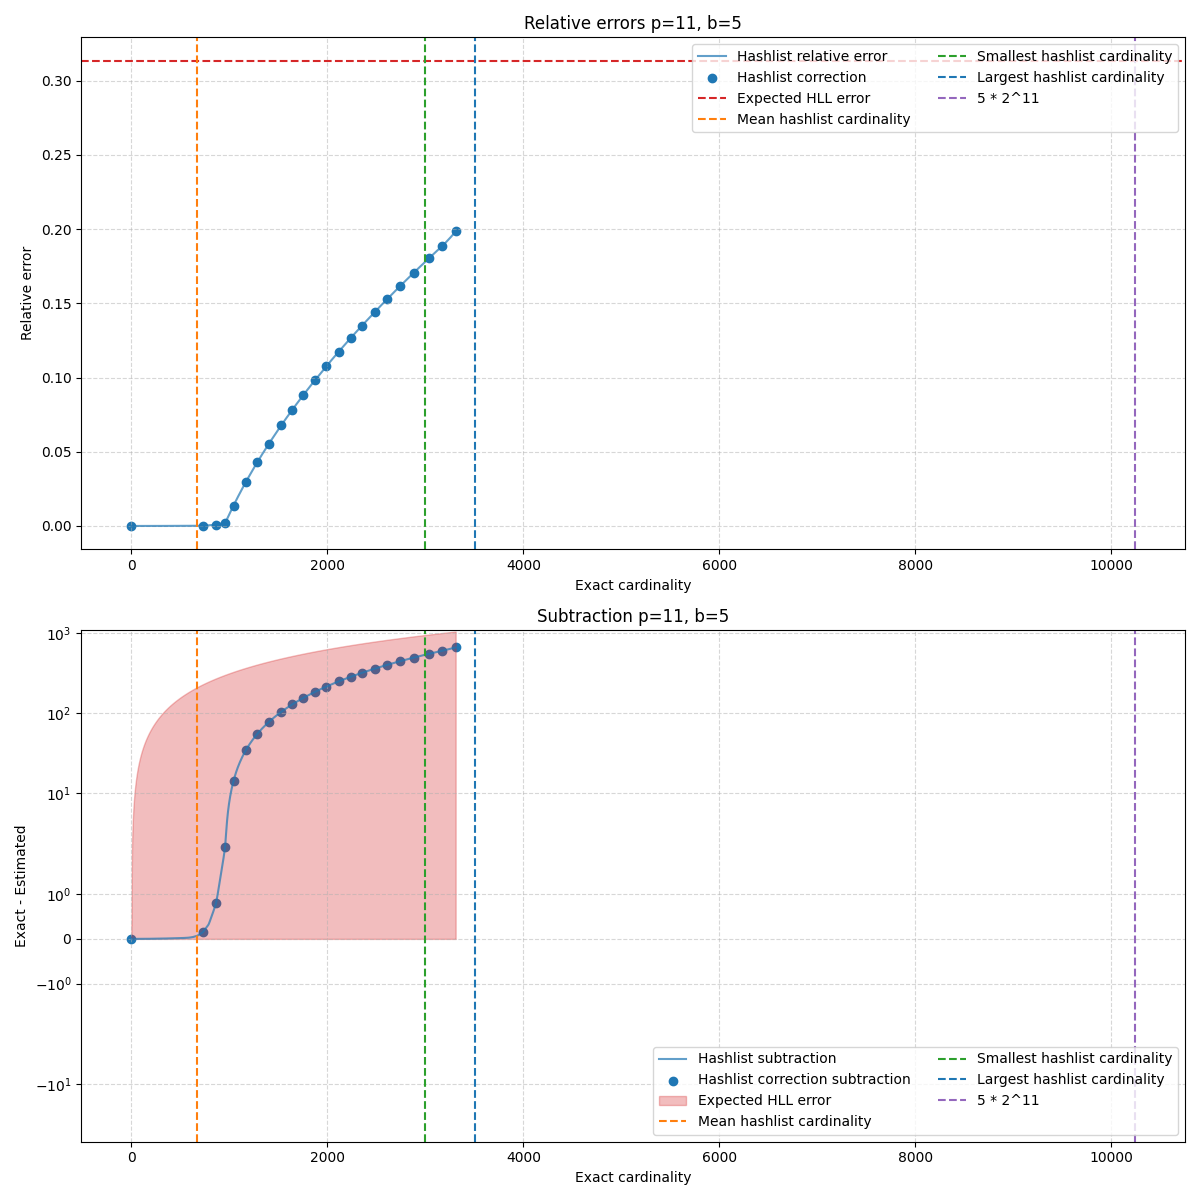 Relative errors p=11, b=5
Hashlist relative error
Hashlist correction
Expected HLL error
Mean hashlist cardinality
Smallest hashlist cardinality
Largest hashlist cardinality
5 * 2^11
Relative error
0.30
0.25
0.20
0.15
0.10
0.05
0.00
0 2000 4000 6000 8000 10000
Exact cardinality
Subtraction p=11, b=5
Exact - Estimated
10³
10²
10¹
10⁰
0
−10⁰
−10¹
Hashlist subtraction
Hashlist correction subtraction
Expected HLL error
Mean hashlist cardinality
Smallest hashlist cardinality
Largest hashlist cardinality
5 * 2^11
0 2000 4000 6000 8000 10000
Exact cardinality